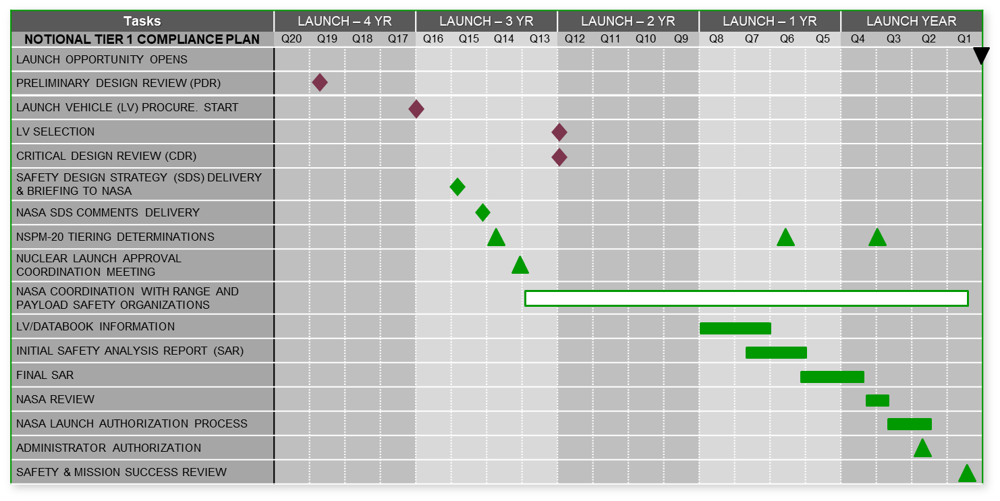 Tasks LAUNCH – 4 YR LAUNCH – 3 YR LAUNCH – 2 YR LAUNCH – 1 YR LAUNCH YEAR
NOTIONAL TIER 1 COMPLIANCE PLAN Q20 Q19 Q18 Q17 Q16 Q15 Q14 Q13 Q12 Q11 Q10 Q9 Q8 Q7 Q6 Q5 Q4 Q3 Q2 Q1
LAUNCH OPPORTUNITY OPENS
PRELIMINARY DESIGN REVIEW (PDR)
LAUNCH VEHICLE (LV) PROCURE. START
LV SELECTION
CRITICAL DESIGN REVIEW (CDR)
SAFETY DESIGN STRATEGY (SDS) DELIVERY
& BRIEFING TO NASA
NASA SDS COMMENTS DELIVERY
NSPM-20 TIERING DETERMINATIONS
NUCLEAR LAUNCH APPROVAL
COORDINATION MEETING
NASA COORDINATION WITH RANGE AND
PAYLOAD SAFETY ORGANIZATIONS
LV/DATABOOK INFORMATION
INITIAL SAFETY ANALYSIS REPORT (SAR)
FINAL SAR
NASA REVIEW
NASA LAUNCH AUTHORIZATION PROCESS
ADMINISTRATOR AUTHORIZATION
SAFETY & MISSION SUCCESS REVIEW